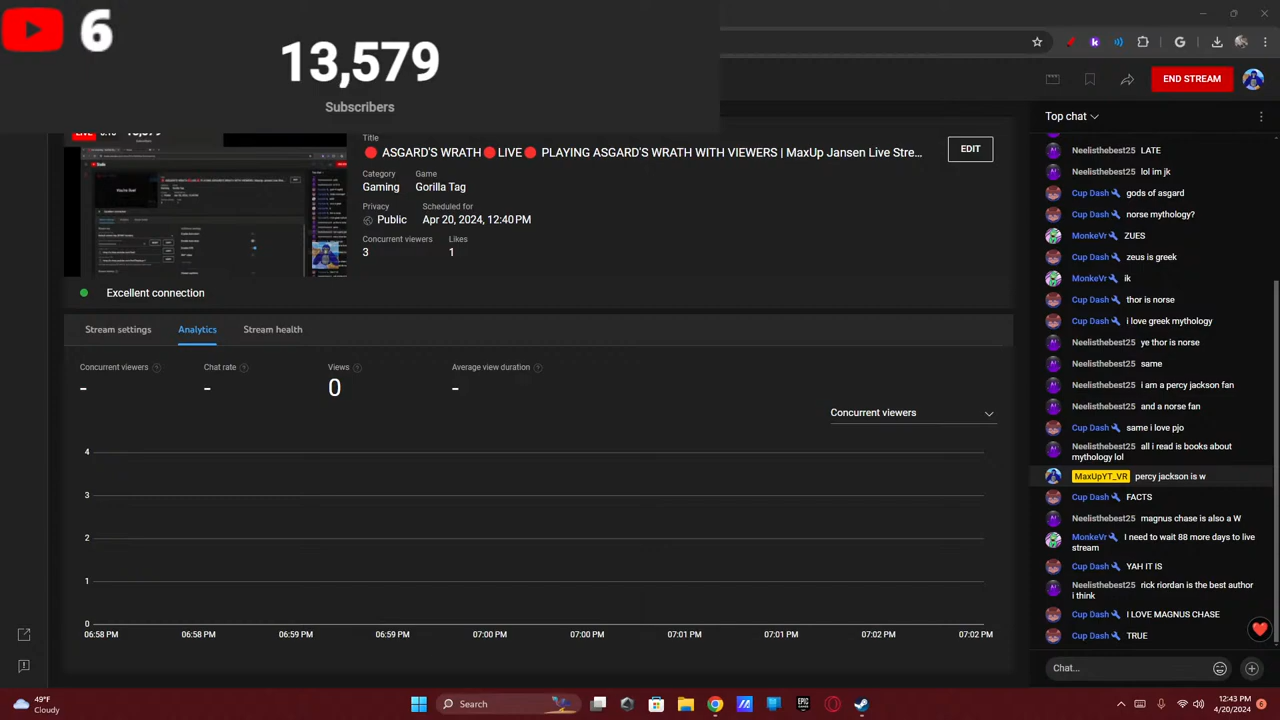 6
13,579
Subscribers
END STREAM
LIVE
Title
ASGARD'S WRATH🔴LIVE🔴 PLAYING ASGARD'S WRATH WITH VIEWERS | MaxUp Jansen Live Stre...
EDIT
Category
Gaming
Game
Gorilla Tag
Privacy
Public
Scheduled for
Apr 20, 2024, 12:40 PM
Concurrent viewers
3
Likes
1
Excellent connection
Stream settings
Analytics
Stream health
Concurrent viewers
-
Chat rate
-
Views
0
Average view duration
-
Concurrent viewers
4
3
2
1
0
06:58 PM 06:58 PM 06:59 PM 06:59 PM 07:00 PM 07:00 PM 07:01 PM 07:01 PM 07:02 PM 07:02 PM
Top chat
Neelisthebest25 LATE
Neelisthebest25 lol im jk
Cup Dash gods of asgard
Cup Dash norse mythology?
MonkeVr ZUES
Cup Dash zeus is greek
MonkeVr ik
Cup Dash thor is norse
Cup Dash i love greek mythology
Neelisthebest25 ye thor is norse
Neelisthebest25 same
Neelisthebest25 i am a percy jackson fan
Neelisthebest25 and a norse fan
Cup Dash same i love pjo
Neelisthebest25 all i read is books about
mythology lol
MaxUpYT_VR percy jackson is w
Cup Dash FACTS
Neelisthebest25 magnus chase is also a W
MonkeVr I need to wait 88 more days to live
stream
Cup Dash YAH IT IS
Neelisthebest25 rick riordan is the best author
i think
Cup Dash I LOVE MAGNUS CHASE
Cup Dash TRUE
Chat...
49°F
Cloudy
Search
12:43 PM
4/20/2024